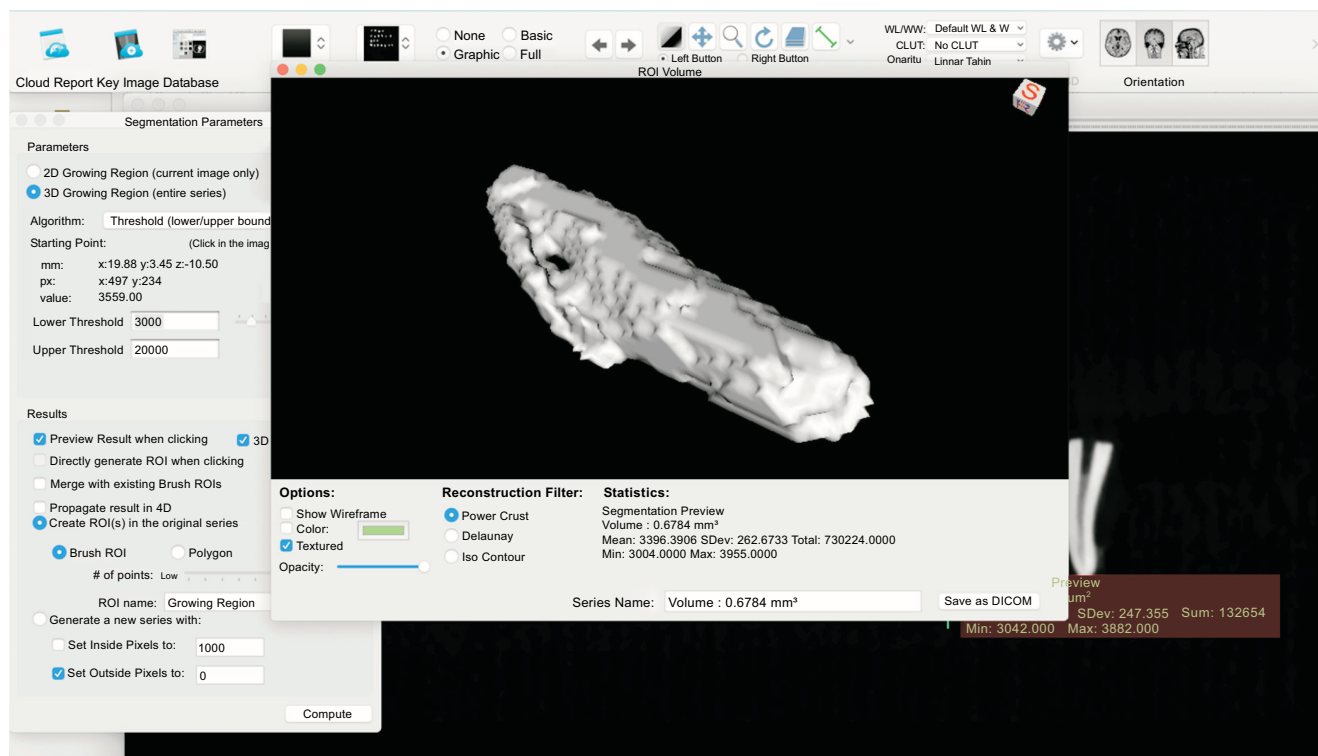 None Basic
Graphic Full
Left Button Right Button
WL/WW: Default WL & W
CLUT: No CLUT
Onaritu Linnar Tahin
Cloud Report Key Image Database
ROI Volume
Orientation
S
Segmentation Parameters
Parameters
2D Growing Region (current image only)
3D Growing Region (entire series)
Algorithm: Threshold (lower/upper bound
Starting Point: (Click in the imag
mm: x:19.88 y:3.45 z:-10.50
px: x:497 y:234
value: 3559.00
Lower Threshold 3000
Upper Threshold 20000
Results
Preview Result when clicking 3D
Directly generate ROI when clicking
Merge with existing Brush ROIs
Propagate result in 4D
Create ROI(s) in the original series
Brush ROI Polygon
# of points: Low
ROI name: Growing Region
Generate a new series with:
Set Inside Pixels to: 1000
Set Outside Pixels to: 0
Compute
Options:
Show Wireframe
Color:
Textured
Opacity:
Reconstruction Filter:
Power Crust
Delaunay
Iso Contour
Statistics:
Segmentation Preview
Volume : 0.6784 mm³
Mean: 3396.3906 SDev: 262.6733 Total: 730224.0000
Min: 3004.0000 Max: 3955.0000
Series Name: Volume : 0.6784 mm³ Save as DICOM
Preview
um²
SDev: 247.355 Sum: 132654
Min: 3042.000 Max: 3882.000